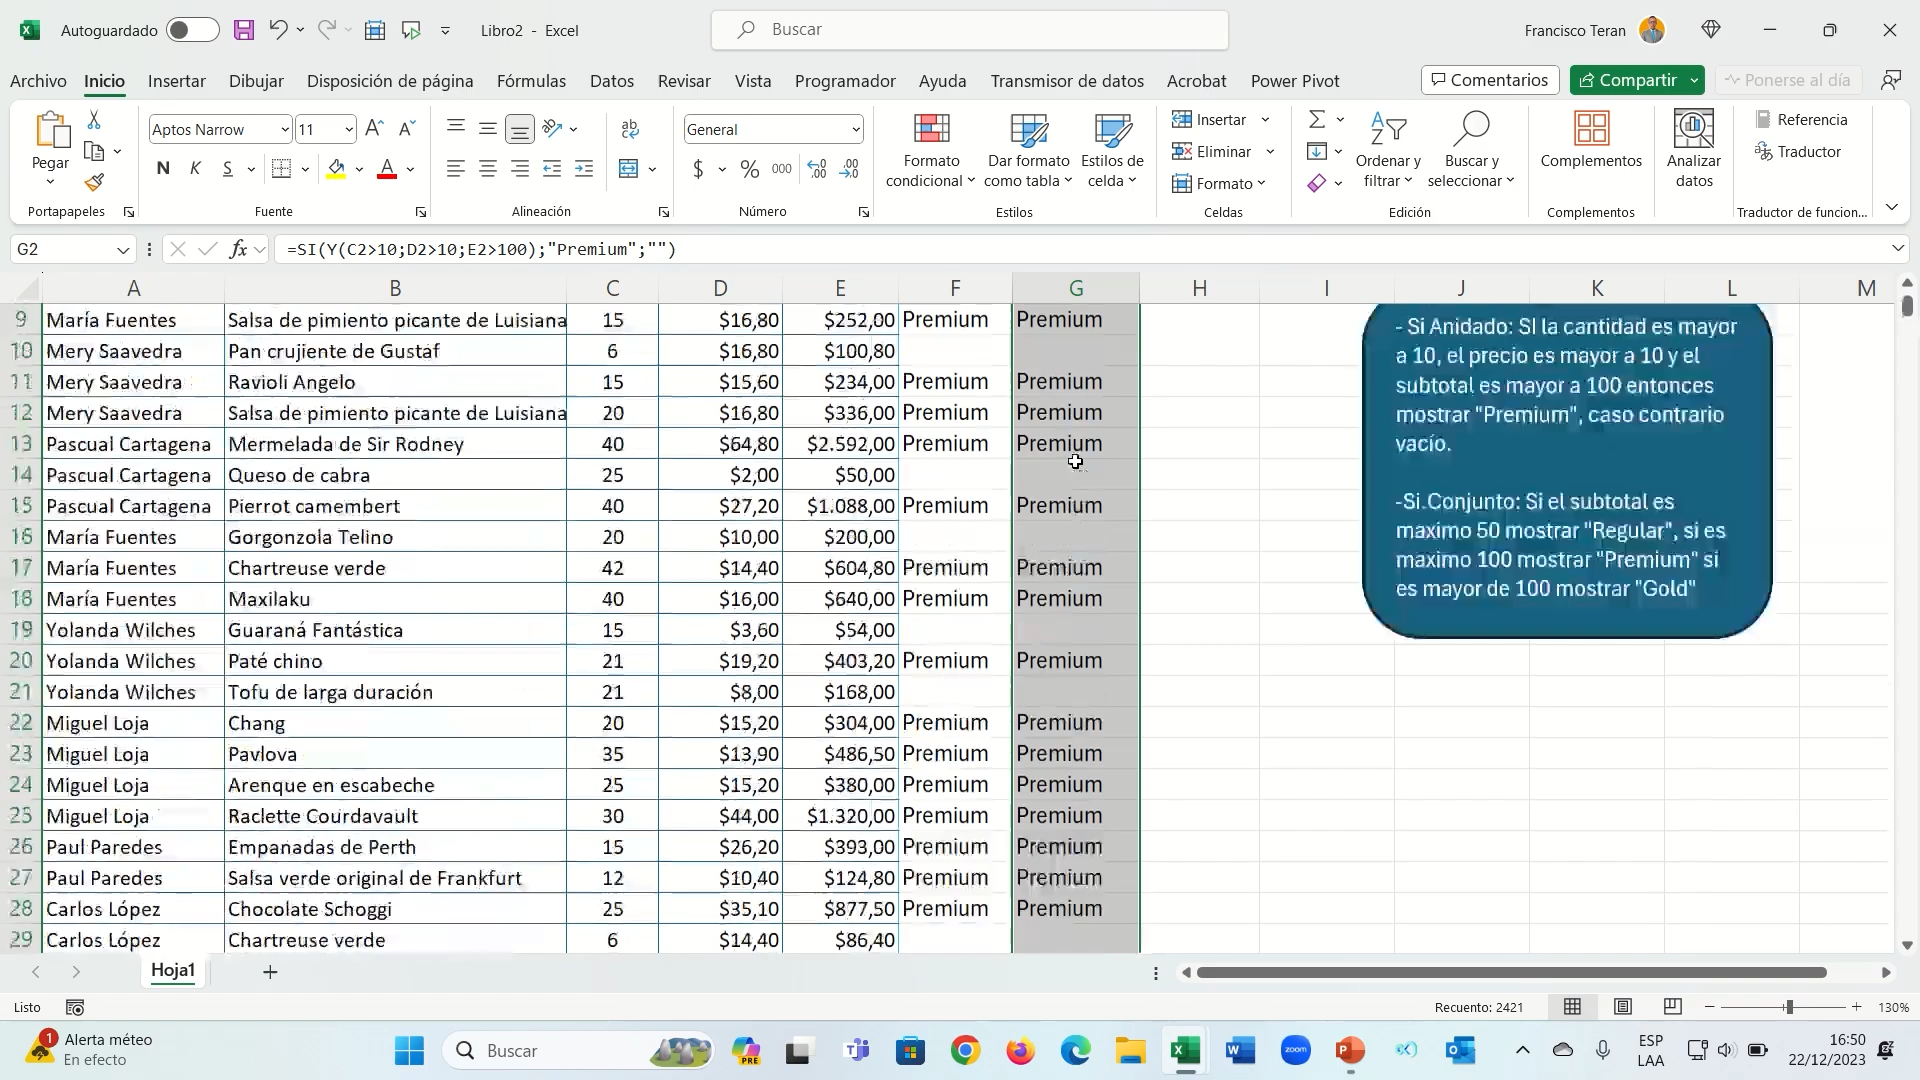 Autoguardado Libro2 - Excel Buscar Francisco Teran
Archivo Inicio Insertar Dibujar Disposición de página Fórmulas Datos Revisar Vista Programador Ayuda Transmisor de datos Acrobat Power Pivot Comentarios Compartir Ponerse al día
Pegar
Portapapeles
Aptos Narrow 11
N K S
Fuente
Alineación
General
$ % 000
Número
Formato condicional
Dar formato como tabla
Estilos de celda
Estilos
Insertar
Eliminar
Formato
Celdas
Ordenar y filtrar
Buscar y seleccionar
Edición
Complementos
Complementos
Analizar datos
Referencia
Traductor
Traductor de funcion...
G2 fx =SI(Y(C2>10;D2>10;E2>100);"Premium";"")
A B C D E F G H I J K L M
9 María Fuentes Salsa de pimiento picante de Luisiana 15 $16,80 $252,00 Premium Premium
10 Mery Saavedra Pan crujiente de Gustaf 6 $16,80 $100,80
11 Mery Saavedra Ravioli Angelo 15 $15,60 $234,00 Premium Premium
12 Mery Saavedra Salsa de pimiento picante de Luisiana 20 $16,80 $336,00 Premium Premium
13 Pascual Cartagena Mermelada de Sir Rodney 40 $64,80 $2.592,00 Premium Premium
14 Pascual Cartagena Queso de cabra 25 $2,00 $50,00
15 Pascual Cartagena Pierrot camembert 40 $27,20 $1.088,00 Premium Premium
16 María Fuentes Gorgonzola Telino 20 $10,00 $200,00
17 María Fuentes Chartreuse verde 42 $14,40 $604,80 Premium Premium
18 María Fuentes Maxilaku 40 $16,00 $640,00 Premium Premium
19 Yolanda Wilches Guaraná Fantástica 15 $3,60 $54,00
20 Yolanda Wilches Paté chino 21 $19,20 $403,20 Premium Premium
21 Yolanda Wilches Tofu de larga duración 21 $8,00 $168,00
22 Miguel Loja Chang 20 $15,20 $304,00 Premium Premium
23 Miguel Loja Pavlova 35 $13,90 $486,50 Premium Premium
24 Miguel Loja Arenque en escabeche 25 $15,20 $380,00 Premium Premium
25 Miguel Loja Raclette Courdavault 30 $44,00 $1.320,00 Premium Premium
26 Paul Paredes Empanadas de Perth 15 $26,20 $393,00 Premium Premium
27 Paul Paredes Salsa verde original de Frankfurt 12 $10,40 $124,80 Premium Premium
28 Carlos López Chocolate Schoggi 25 $35,10 $877,50 Premium Premium
29 Carlos López Chartreuse verde 6 $14,40 $86,40
- Si Anidado: SI la cantidad es mayor
a 10, el precio es mayor a 10 y el
subtotal es mayor a 100 entonces
mostrar "Premium", caso contrario
vacío.
-Si.Conjunto: Si el subtotal es
maximo 50 mostrar "Regular", si es
maximo 100 mostrar "Premium" si
es mayor de 100 mostrar "Gold"
Hoja1
Listo Recuento: 2421 130%
1 Alerta méteo
En efecto
Buscar
PRE
zoom
ESP
LAA
16:50
22/12/2023